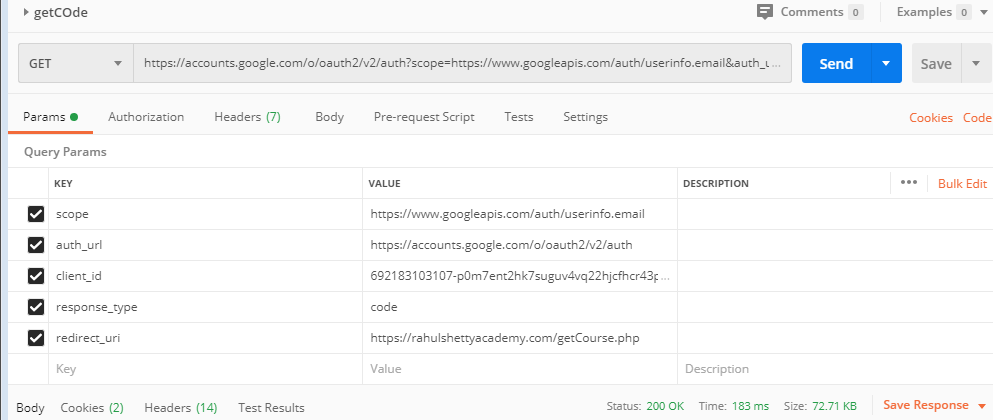 getCOde Comments 0 Examples 0
GET https://accounts.google.com/o/oauth2/v2/auth?scope=https://www.googleapis.com/auth/userinfo.email&auth_u... Send Save
Params Authorization Headers (7) Body Pre-request Script Tests Settings Cookies Code
Query Params
KEY VALUE DESCRIPTION ••• Bulk Edit
scope https://www.googleapis.com/auth/userinfo.email
auth_url https://accounts.google.com/o/oauth2/v2/auth
client_id 692183103107-p0m7ent2hk7suguv4vq22hjcfhcr43p...
response_type code
redirect_uri https://rahulshettyacademy.com/getCourse.php
Key Value Description
Body Cookies (2) Headers (14) Test Results Status: 200 OK Time: 183 ms Size: 72.71 KB Save Response